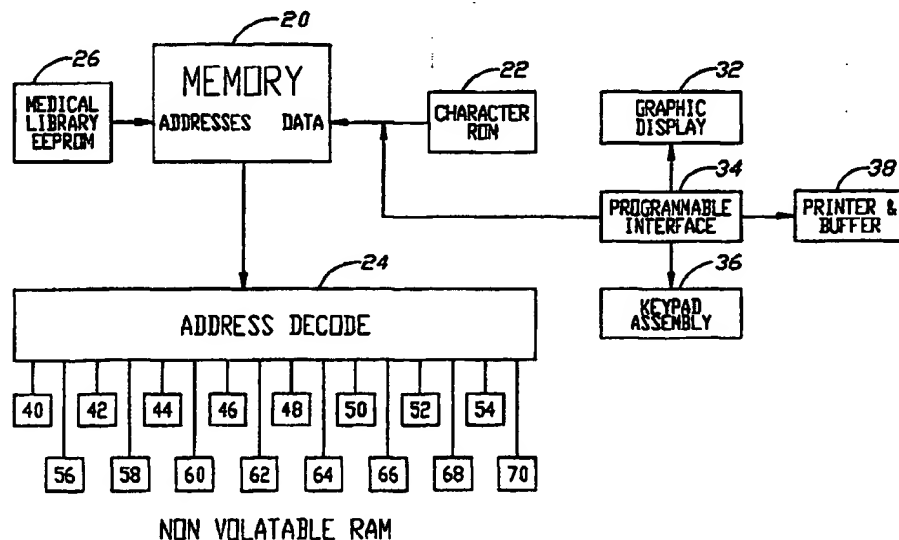 20
26
22
32
MEMORY
MEDICAL
LIBRARY
EEPROM
ADDRESSES DATA
CHARACTER
ROM
GRAPHIC
DISPLAY
34
38
PROGRAMMABLE
INTERFACE
PRINTER &
BUFFER
24
36
ADDRESS DECODE
KEYPAD
ASSEMBLY
40 42 44 46 48 50 52 54
56 58 60 62 64 66 68 70
NON VOLATABLE RAM